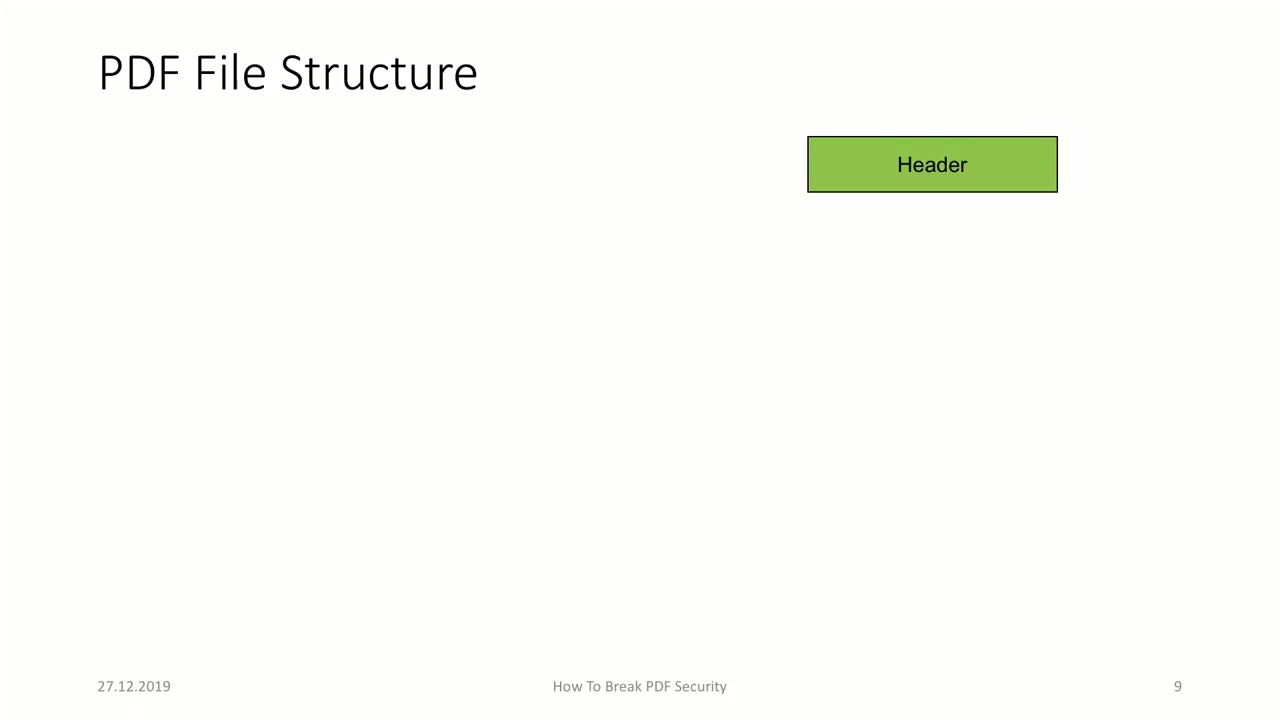 PDF File Structure
Header
27.12.2019
How To Break PDF Security
9